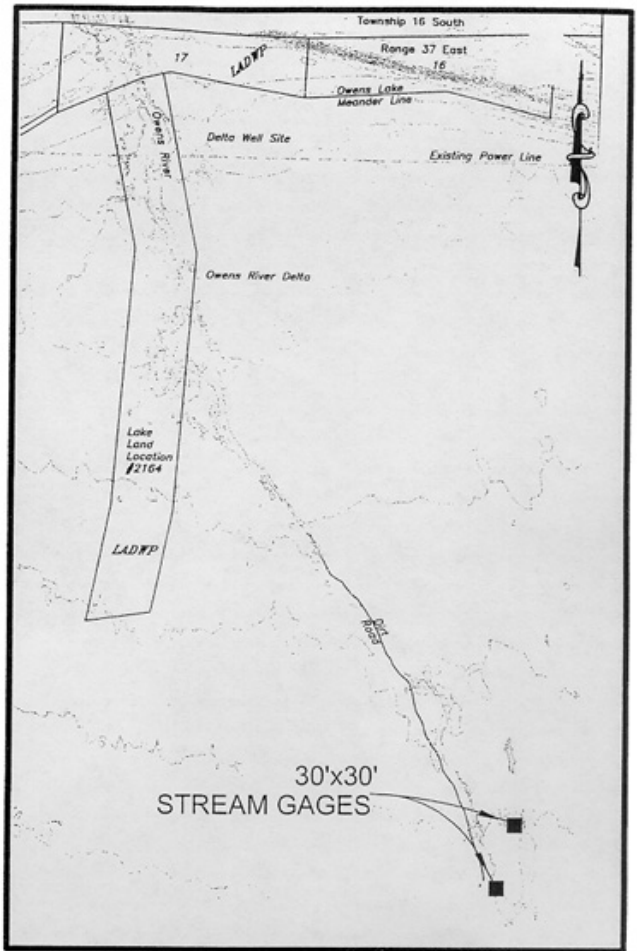 Township 16 South
Range 37 East
17
LADWP
16
Owens Lake
Meander Line
Owens River
Delta Well Site
Existing Power Line
Owens River Delta
Lake
Land
Location
#2164
LADWP
Dirt
Road
30'x30'
STREAM GAGES